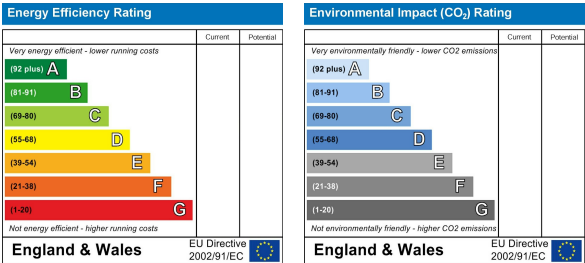 Energy Efficiency Rating
Current Potential
Very energy efficient - lower running costs
(92 plus) A
(81-91) B
(69-80) C
(55-68) D
(39-54) E
(21-38) F
(1-20) G
Not energy efficient - higher running costs
England & Wales
EU Directive
2002/91/EC
Environmental Impact (CO₂) Rating
Current Potential
Very environmentally friendly - lower CO2 emissions
(92 plus) A
(81-91) B
(69-80) C
(55-68) D
(39-54) E
(21-38) F
(1-20) G
Not environmentally friendly - higher CO2 emissions
England & Wales
EU Directive
2002/91/EC